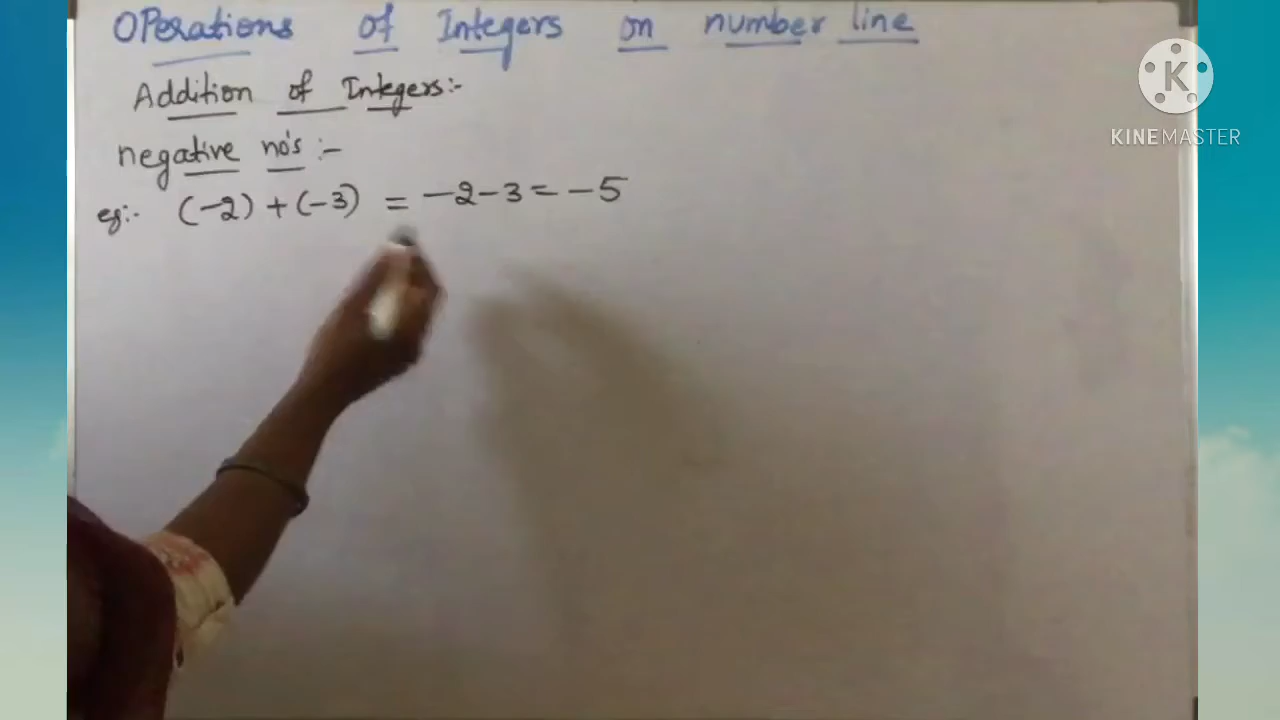 OPerations of Integers on number line
Addition of Integers:-
negative no's :-
eg:- (-2) + (-3) = -2-3 = -5
K
KINEMASTER